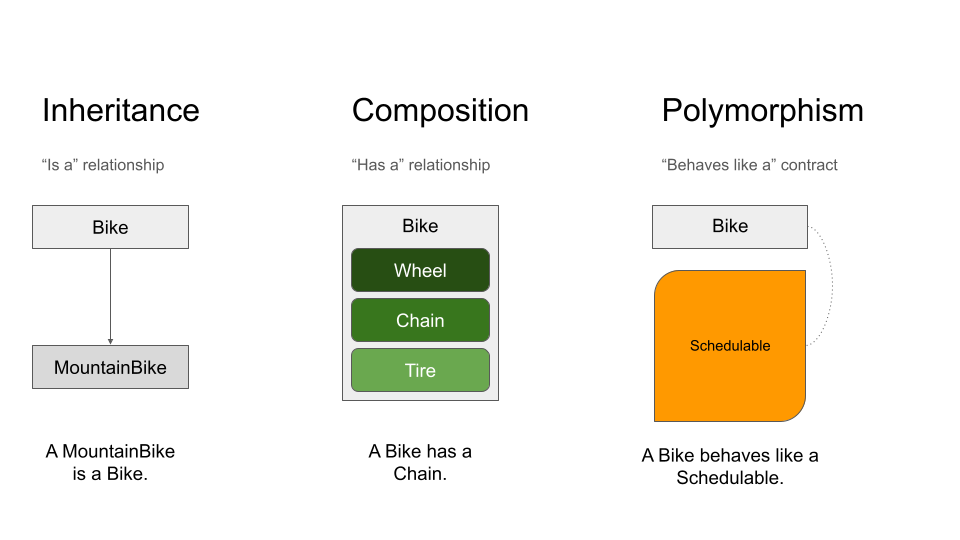 Inheritance
“Is a” relationship
Bike
MountainBike
A MountainBike
is a Bike.
Composition
“Has a” relationship
Bike
Wheel
Chain
Tire
A Bike has a
Chain.
Polymorphism
“Behaves like a” contract
Bike
Schedulable
A Bike behaves like a
Schedulable.